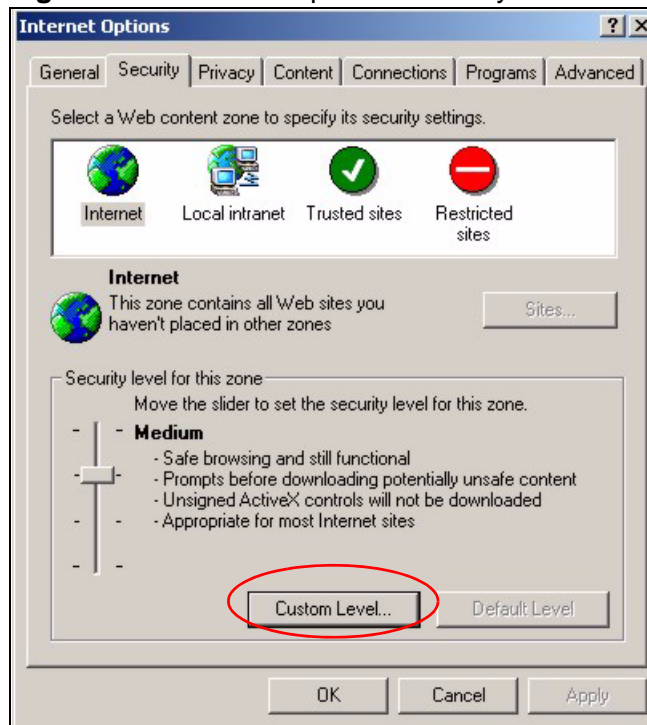 Internet Options
General Security Privacy Content Connections Programs Advanced
Select a Web content zone to specify its security settings.
Internet Local intranet Trusted sites Restricted
sites
Internet
This zone contains all Web sites you
haven't placed in other zones
Sites...
Security level for this zone
Move the slider to set the security level for this zone.
Medium
- Safe browsing and still functional
- Prompts before downloading potentially unsafe content
- Unsigned ActiveX controls will not be downloaded
- Appropriate for most Internet sites
Custom Level... Default Level
OK Cancel Apply